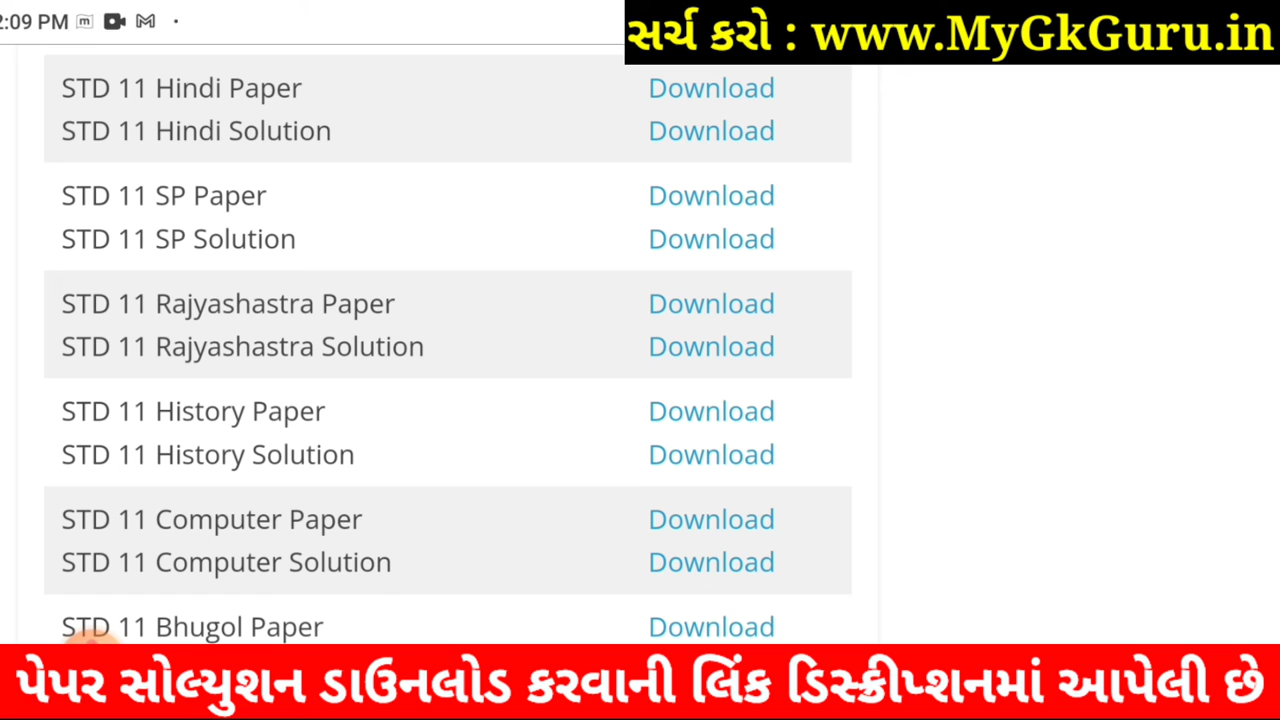 2:09 PM
સર્ચ કરો : www.MyGkGuru.in
STD 11 Hindi Paper Download
STD 11 Hindi Solution Download
STD 11 SP Paper Download
STD 11 SP Solution Download
STD 11 Rajyashastra Paper Download
STD 11 Rajyashastra Solution Download
STD 11 History Paper Download
STD 11 History Solution Download
STD 11 Computer Paper Download
STD 11 Computer Solution Download
STD 11 Bhugol Paper Download
પેપર સોલ્યુશન ડાઉનલોડ કરવાની લિંક ડિસ્ક્રીપ્શનમાં આપેલી છે